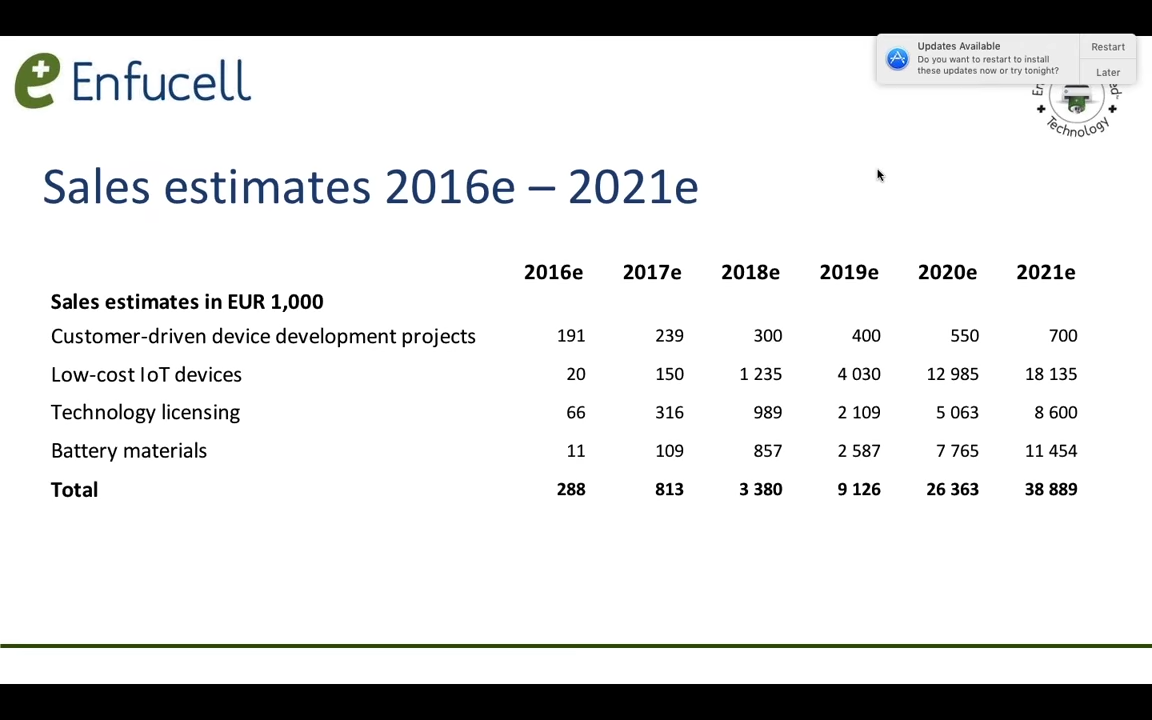 Enfucell
Updates Available
Do you want to restart to install
these updates now or try tonight?
Restart
Later
Technology
Sales estimates 2016e – 2021e
2016e 2017e 2018e 2019e 2020e 2021e
Sales estimates in EUR 1,000
Customer-driven device development projects 191 239 300 400 550 700
Low-cost IoT devices 20 150 1 235 4 030 12 985 18 135
Technology licensing 66 316 989 2 109 5 063 8 600
Battery materials 11 109 857 2 587 7 765 11 454
Total 288 813 3 380 9 126 26 363 38 889